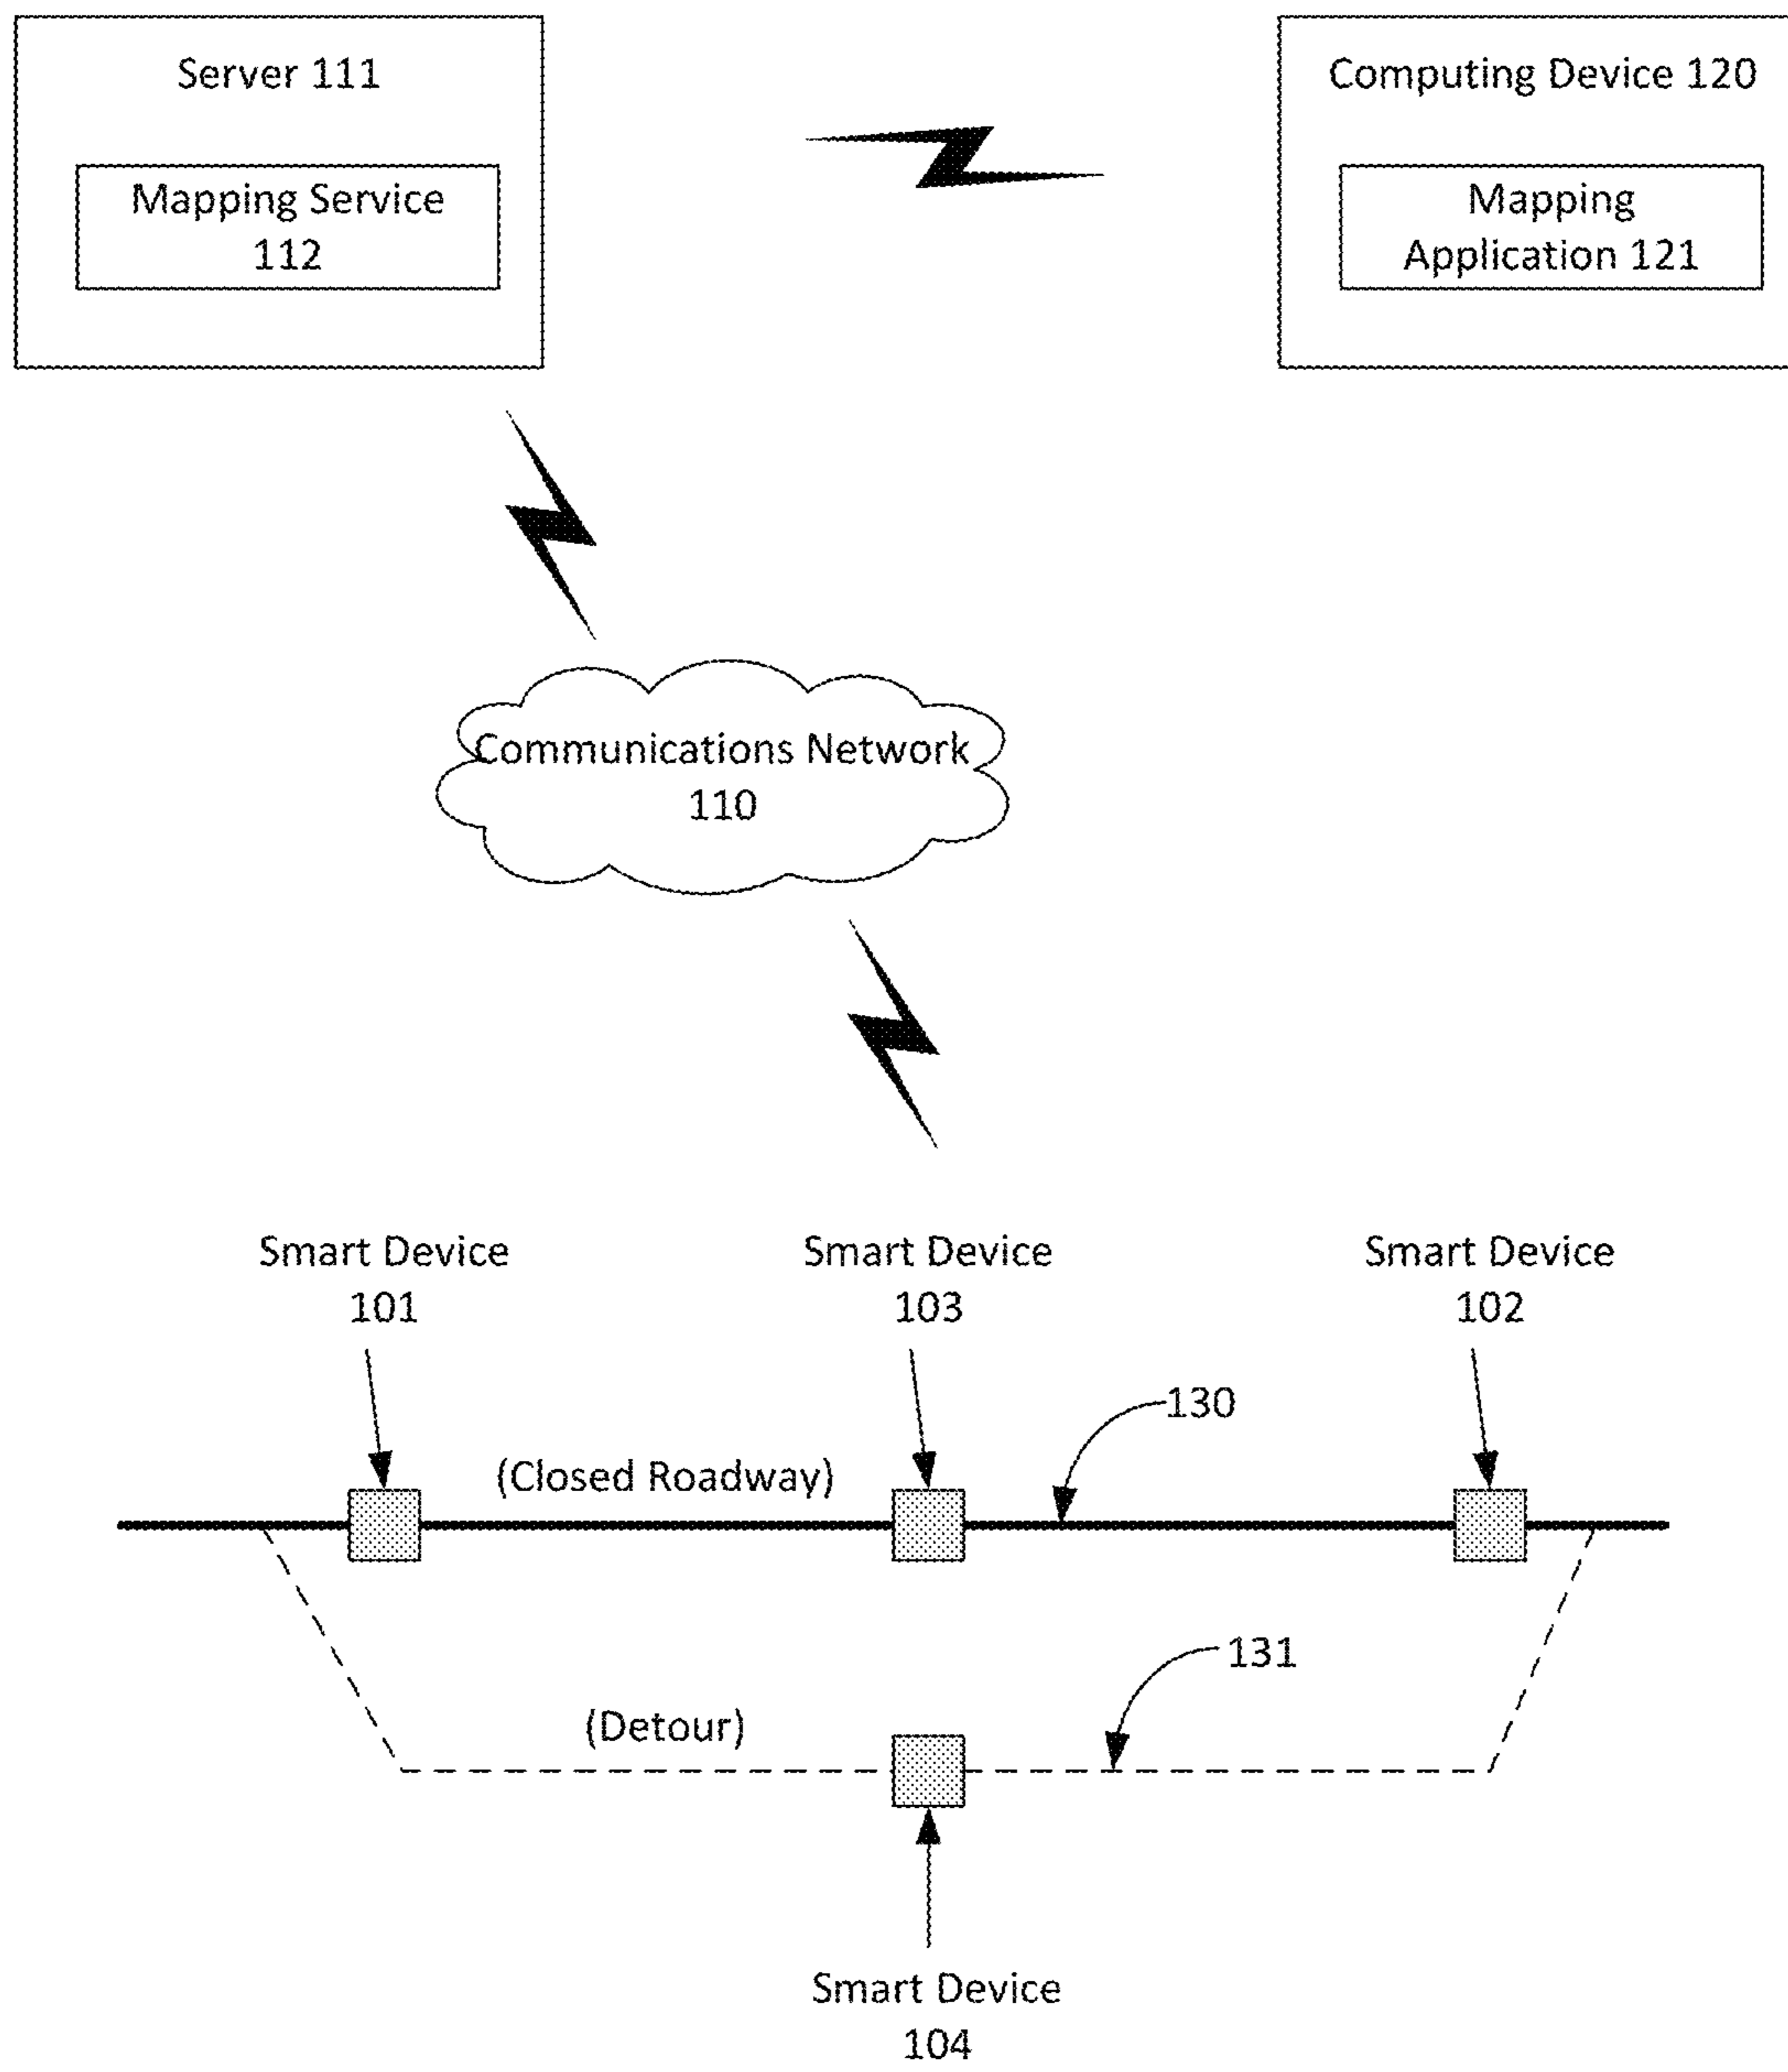 Server 111
Mapping Service
112
Computing Device 120
Mapping
Application 121
Communications Network
110
Smart Device
101
Smart Device
103
Smart Device
102
130
(Closed Roadway)
131
(Detour)
Smart Device
104